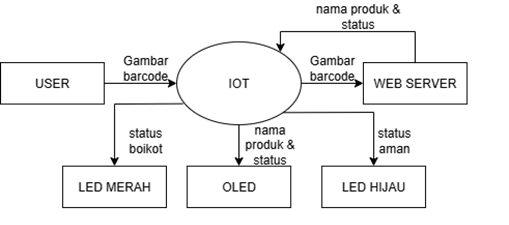 nama produk &
status
Gambar
barcode
Gambar
barcode
USER
IOT
WEB SERVER
status
boikot
nama
produk &
status
status
aman
LED MERAH
OLED
LED HIJAU